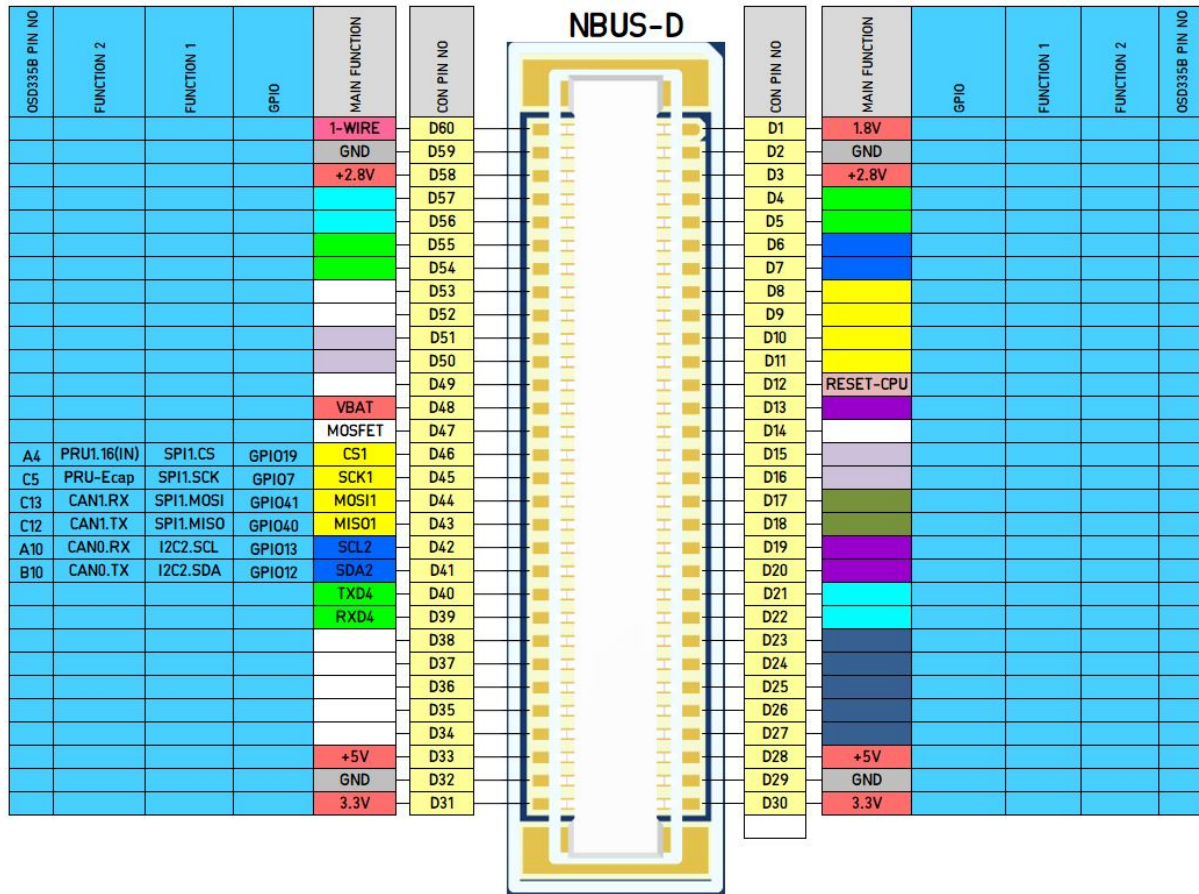 NBUS-D
OSD335B PIN NO FUNCTION 2 FUNCTION 1 GPIO MAIN FUNCTION CON PIN NO CON PIN NO MAIN FUNCTION GPIO FUNCTION 1 FUNCTION 2 OSD335B PIN NO
1-WIRE D60 D1 1.8V
GND D59 D2 GND
+2.8V D58 D3 +2.8V
D57 D4
D56 D5
D55 D6
D54 D7
D53 D8
D52 D9
D51 D10
D50 D11
D49 D12 RESET-CPU
VBAT D48 D13
MOSFET D47 D14
A4 PRU1.16(IN) SPI1.CS GPIO19 CS1 D46 D15
C5 PRU-Ecap SPI1.SCK GPIO7 SCK1 D45 D16
C13 CAN1.RX SPI1.MOSI GPIO41 MOSI1 D44 D17
C12 CAN1.TX SPI1.MISO GPIO40 MISO1 D43 D18
A10 CAN0.RX I2C2.SCL GPIO13 SCL2 D42 D19
B10 CAN0.TX I2C2.SDA GPIO12 SDA2 D41 D20
TXD4 D40 D21
RXD4 D39 D22
D38 D23
D37 D24
D36 D25
D35 D26
D34 D27
+5V D33 D28 +5V
GND D32 D29 GND
3.3V D31 D30 3.3V